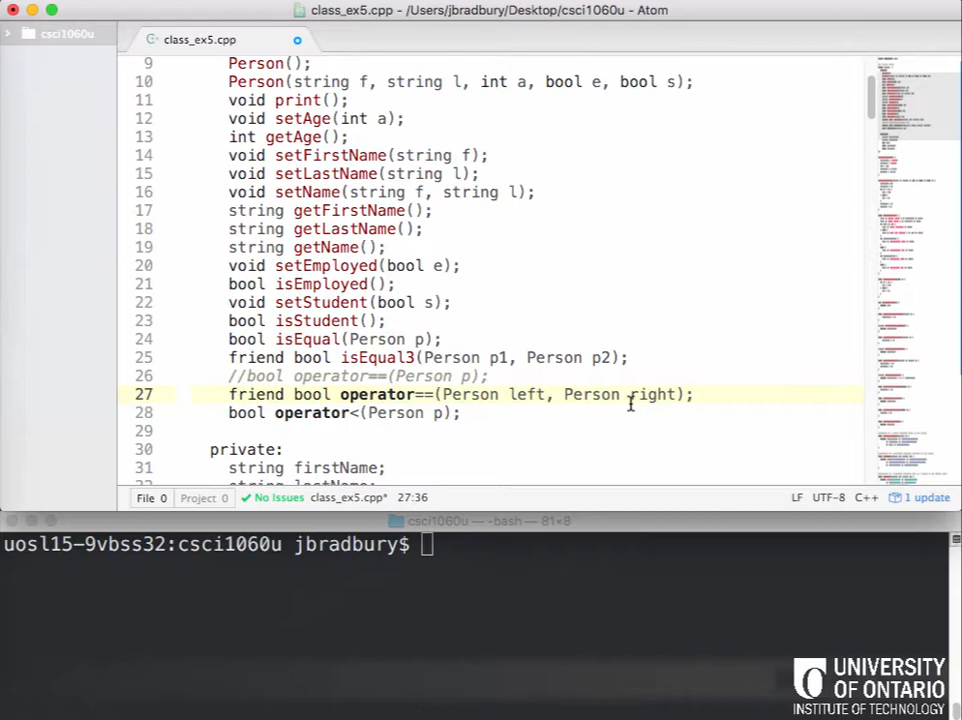 class_ex5.cpp - /Users/jbradbury/Desktop/csci1060u - Atom
csci1060u
class_ex5.cpp
9 Person();
10 Person(string f, string l, int a, bool e, bool s);
11 void print();
12 void setAge(int a);
13 int getAge();
14 void setFirstName(string f);
15 void setLastName(string l);
16 void setName(string f, string l);
17 string getFirstName();
18 string getLastName();
19 string getName();
20 void setEmployed(bool e);
21 bool isEmployed();
22 void setStudent(bool s);
23 bool isStudent();
24 bool isEqual(Person p);
25 friend bool isEqual3(Person p1, Person p2);
26 //bool operator==(Person p);
27 friend bool operator==(Person left, Person right);
28 bool operator<(Person p);
29
30 private:
31 string firstName;
File 0 Project 0 No Issues class_ex5.cpp* 27:36 LF UTF-8 C++ 1 update
csci1060u — -bash — 81×8
uosl15-9vbss32:csci1060u jbradbury$
UNIVERSITY
OF ONTARIO
INSTITUTE OF TECHNOLOGY